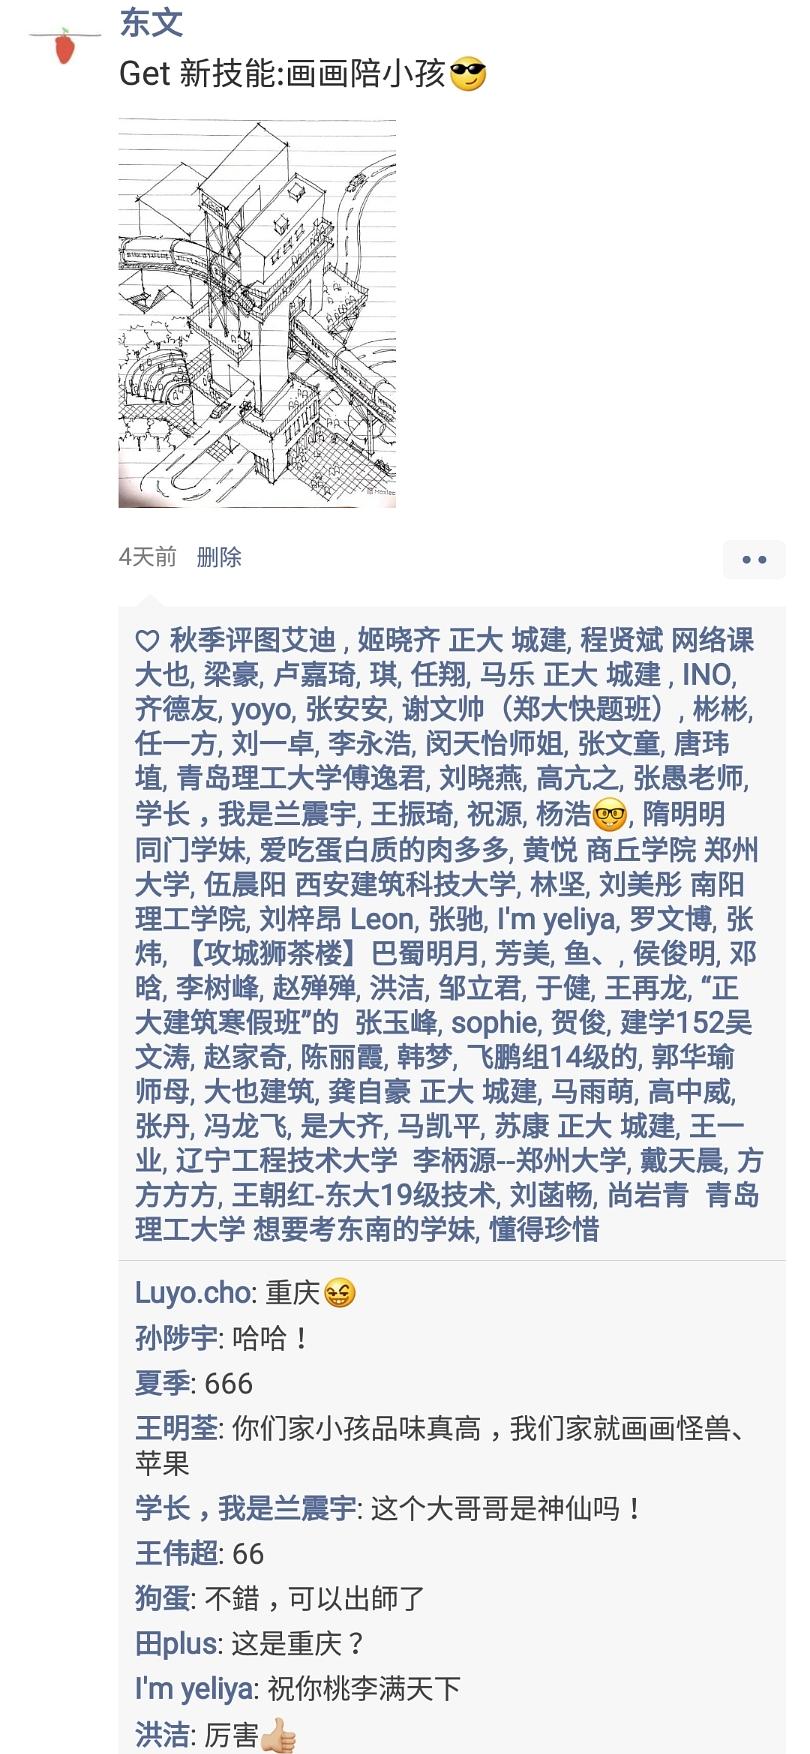 东文
Get 新技能:画画陪小孩😎
4天前 删除
♡ 秋季评图艾迪 , 姬晓齐 正大 城建, 程贤斌 网络课
大也, 梁豪, 卢嘉琦, 琪, 任翔, 马乐 正大 城建 , INO,
齐德友, yoyo, 张安安, 谢文帅（郑大快题班）, 彬彬,
任一方, 刘一卓, 李永浩, 闵天怡师姐, 张文童, 唐玮
埴, 青岛理工大学傅逸君, 刘晓燕, 高亢之, 张愚老师,
学长，我是兰震宇, 王振琦, 祝源, 杨浩🤓, 隋明明
同门学妹, 爱吃蛋白质的肉多多, 黄悦 商丘学院 郑州
大学, 伍晨阳 西安建筑科技大学, 林坚, 刘美彤 南阳
理工学院, 刘梓昂 Leon, 张驰, I'm yeliya, 罗文博, 张
炜, 【攻城狮茶楼】巴蜀明月, 芳美, 鱼、, 侯俊明, 邓
晗, 李树峰, 赵殚殚, 洪洁, 邹立君, 于健, 王再龙, “正
大建筑寒假班”的 张玉峰, sophie, 贺俊, 建学152吴
文涛, 赵家奇, 陈丽霞, 韩梦, 飞鹏组14级的, 郭华瑜
师母, 大也建筑, 龚自豪 正大 城建, 马雨萌, 高中威,
张丹, 冯龙飞, 是大齐, 马凯平, 苏康 正大 城建, 王一
业, 辽宁工程技术大学 李柄源--郑州大学, 戴天晨, 方
方方方, 王朝红-东大19级技术, 刘菡畅, 尚岩青 青岛
理工大学 想要考东南的学妹, 懂得珍惜
Luyo.cho: 重庆😝
孙陟宇: 哈哈！
夏季: 666
王明荃: 你们家小孩品味真高，我们家就画画怪兽、
苹果
学长，我是兰震宇: 这个大哥哥是神仙吗！
王伟超: 66
狗蛋: 不錯，可以出師了
田plus: 这是重庆？
I'm yeliya: 祝你桃李满天下
洪洁: 厉害👍